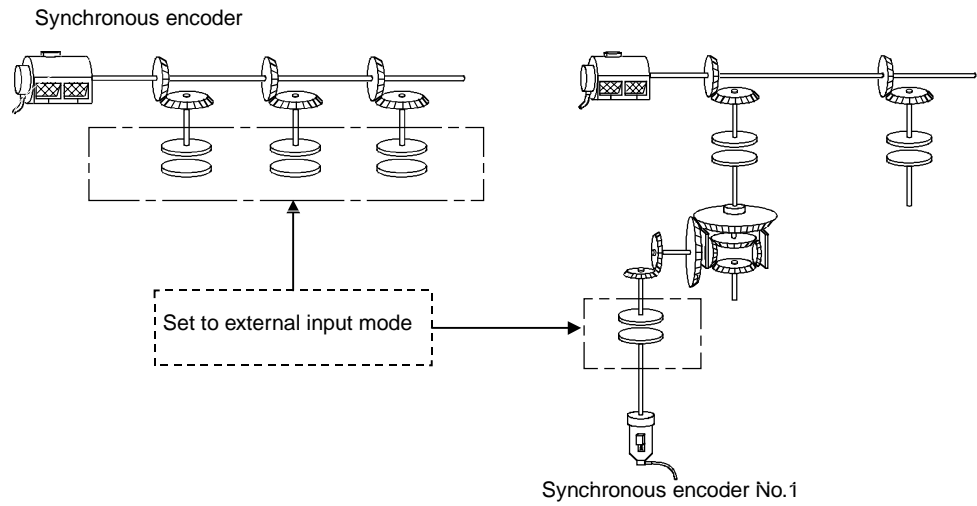 Synchronous encoder
Set to external input mode
Synchronous encoder No.1